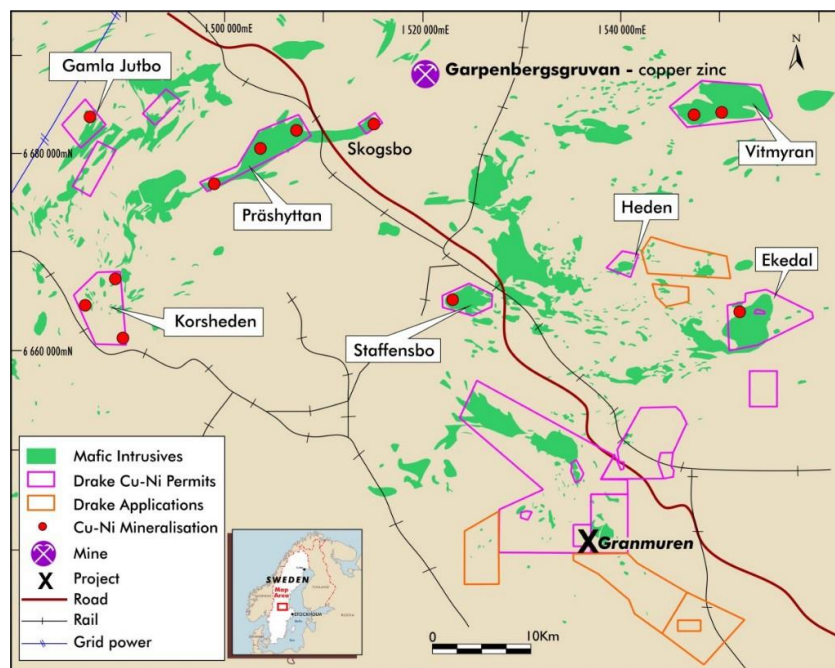 1 500 000mE
1 520 000mE
1 540 000mE
Gamla Jutbo
Garpenbergsgruvan - copper zinc
N
6 680 000mN
Skogsbo
Vitmyran
Präshyttan
Heden
Ekedal
Korsheden
Staffensbo
6 660 000mN
Granmuren
Mafic Intrusives
Drake Cu-Ni Permits
Drake Applications
Cu-Ni Mineralisation
Mine
X Project
Road
Rail
Grid power
SWEDEN
Map
Area
STOCKHOLM
0 10Km